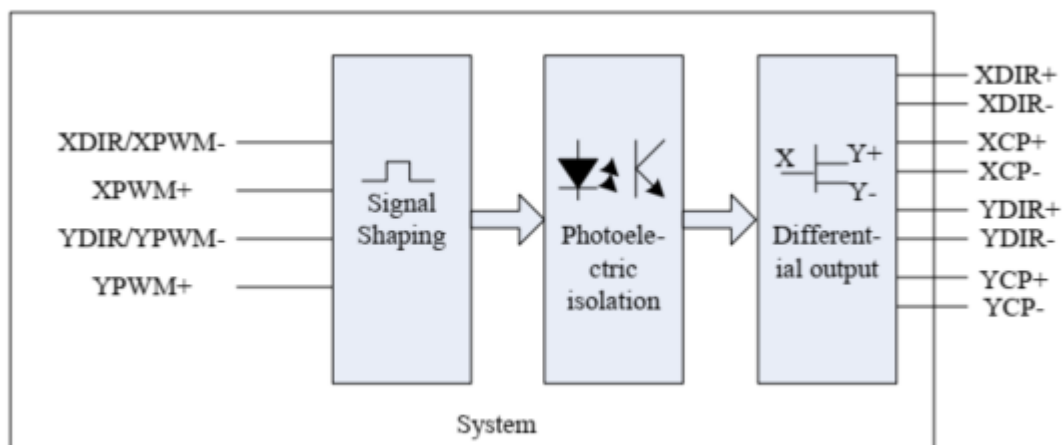 XDIR/XPWM-
XPWM+
YDIR/YPWM-
YPWM+
Signal
Shaping
Photoele-
ctric
isolation
X
Y+
Y-
Different-
ial output
XDIR+
XDIR-
XCP+
XCP-
YDIR+
YDIR-
YCP+
YCP-
System